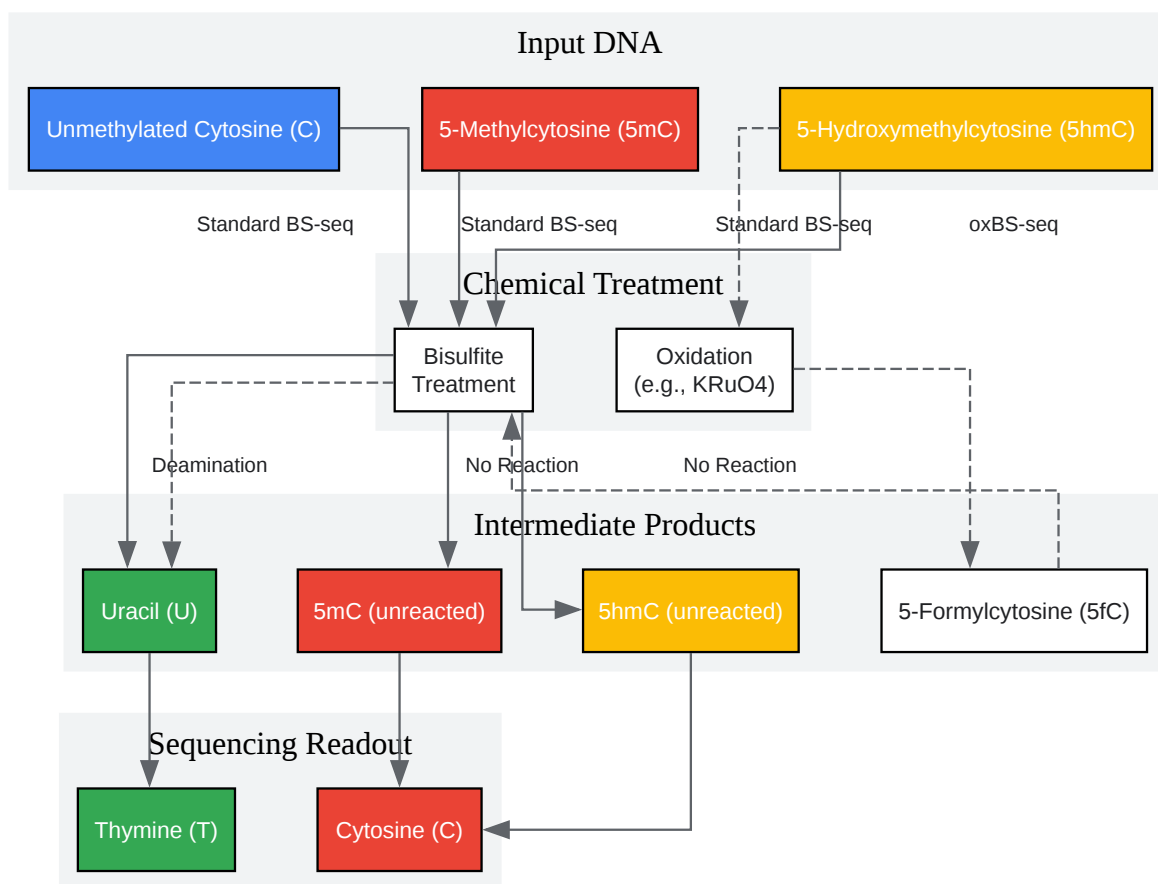 Input DNA
Unmethylated Cytosine (C)
5-Methylcytosine (5mC)
5-Hydroxymethylcytosine (5hmC)
Standard BS-seq
Standard BS-seq
Standard BS-seq
oxBS-seq
Chemical Treatment
Bisulfite
Treatment
Oxidation
(e.g., KRuO4)
Deamination
No Reaction
No Reaction
Intermediate Products
Uracil (U)
5mC (unreacted)
5hmC (unreacted)
5-Formylcytosine (5fC)
Sequencing Readout
Thymine (T)
Cytosine (C)